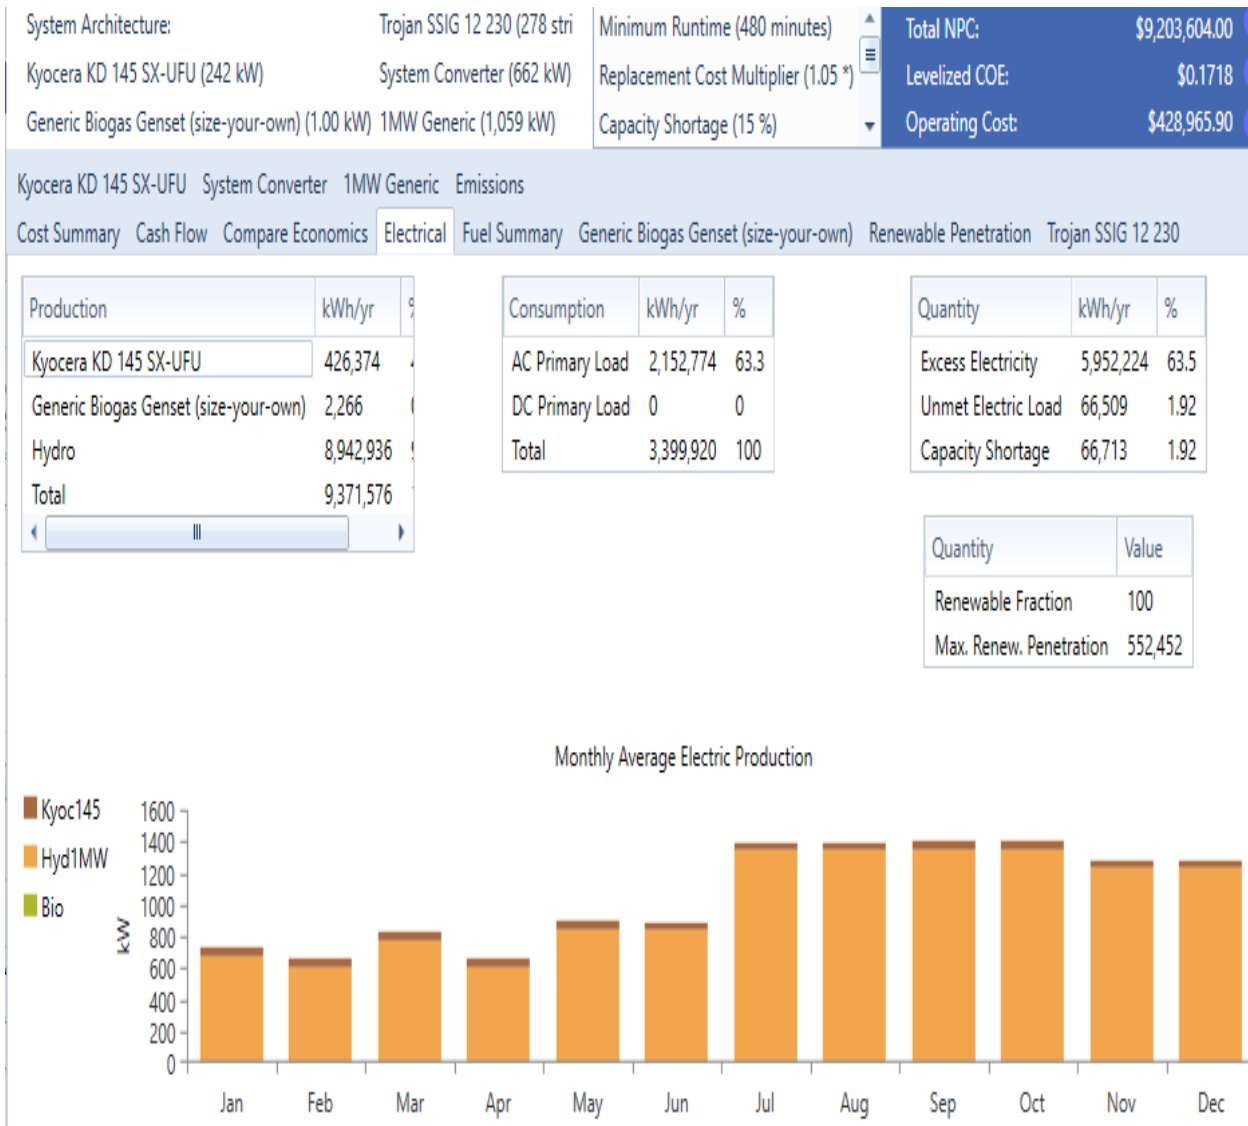 System Architecture: Trojan SSIG 12 230 (278 stri Minimum Runtime (480 minutes) Total NPC: $9,203,604.00
Kyocera KD 145 SX-UFU (242 kW) System Converter (662 kW) Replacement Cost Multiplier (1.05 *) Levelized COE: $0.1718
Generic Biogas Genset (size-your-own) (1.00 kW) 1MW Generic (1,059 kW) Capacity Shortage (15 %) Operating Cost: $428,965.90
Kyocera KD 145 SX-UFU System Converter 1MW Generic Emissions
Cost Summary Cash Flow Compare Economics Electrical Fuel Summary Generic Biogas Genset (size-your-own) Renewable Penetration Trojan SSIG 12 230
Production kWh/yr
Kyocera KD 145 SX-UFU 426,374
Generic Biogas Genset (size-your-own) 2,266
Hydro 8,942,936
Total 9,371,576
Consumption kWh/yr %
AC Primary Load 2,152,774 63.3
DC Primary Load 0 0
Total 3,399,920 100
Quantity kWh/yr %
Excess Electricity 5,952,224 63.5
Unmet Electric Load 66,509 1.92
Capacity Shortage 66,713 1.92
Quantity Value
Renewable Fraction 100
Max. Renew. Penetration 552,452
Monthly Average Electric Production
Kyoc145
Hyd1MW
Bio
kW
1600
1400
1200
1000
800
600
400
200
0
Jan Feb Mar Apr May Jun Jul Aug Sep Oct Nov Dec